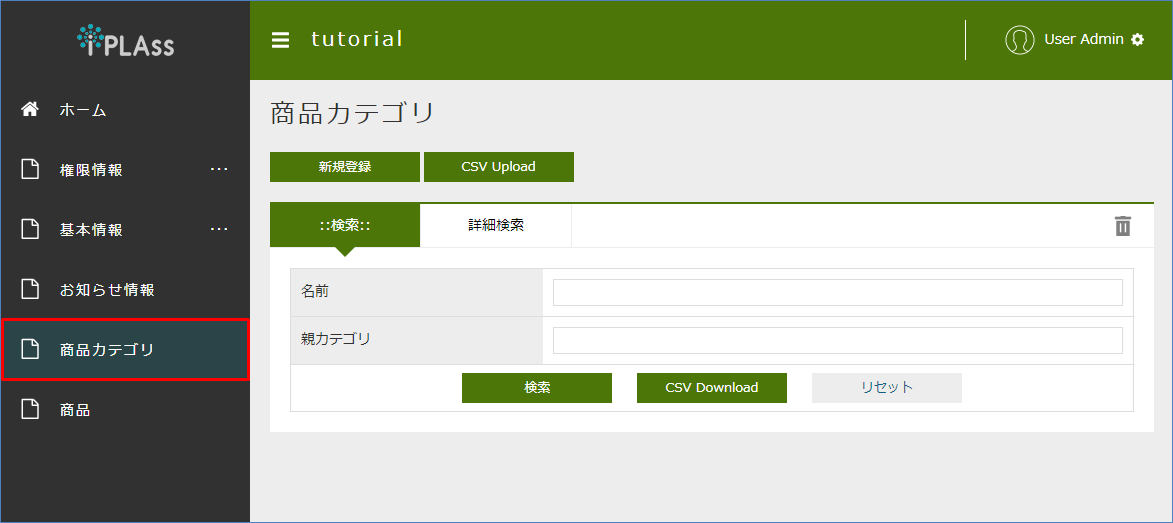 iPLAss
tutorial
User Admin
ホーム
権限情報 ...
基本情報 ...
お知らせ情報
商品カテゴリ
商品
商品カテゴリ
新規登録
CSV Upload
::検索::
詳細検索
名前
親カテゴリ
検索
CSV Download
リセット